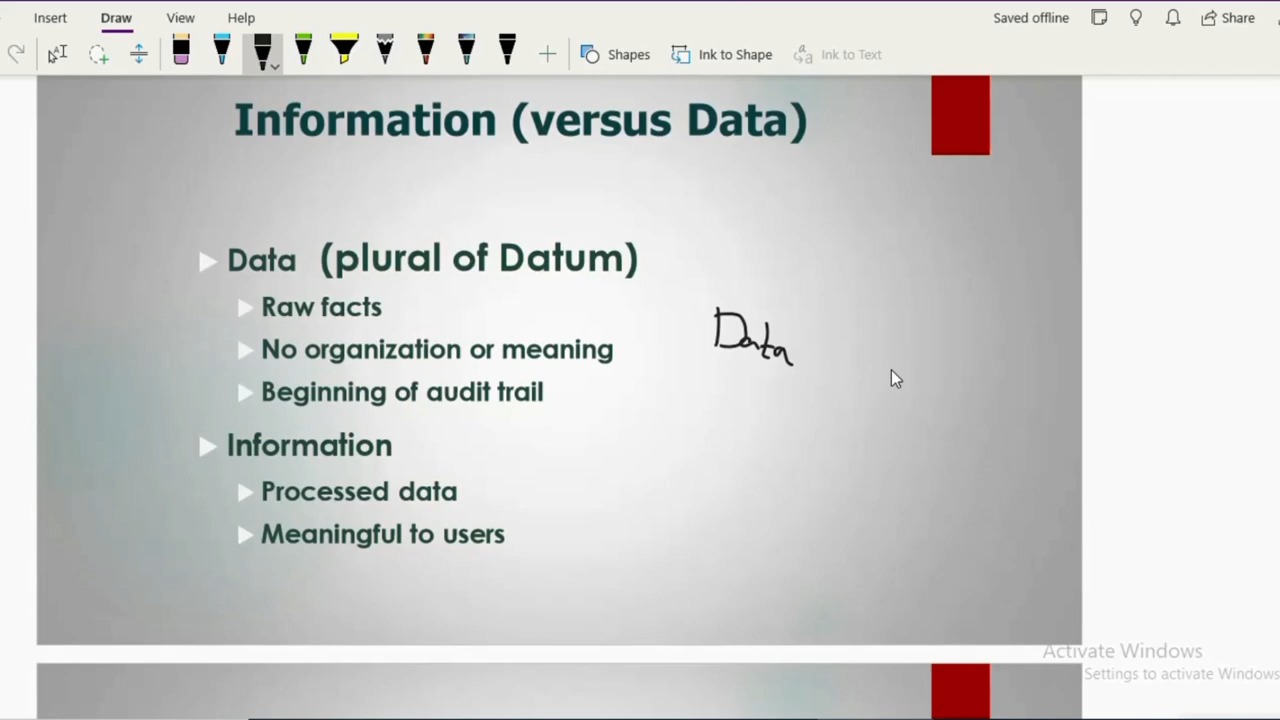 Insert Draw View Help Saved offline Share
Shapes Ink to Shape Ink to Text
Information (versus Data)
Data (plural of Datum)
Raw facts
No organization or meaning
Beginning of audit trail
Data
Information
Processed data
Meaningful to users
Activate Windows
Settings to activate Windows